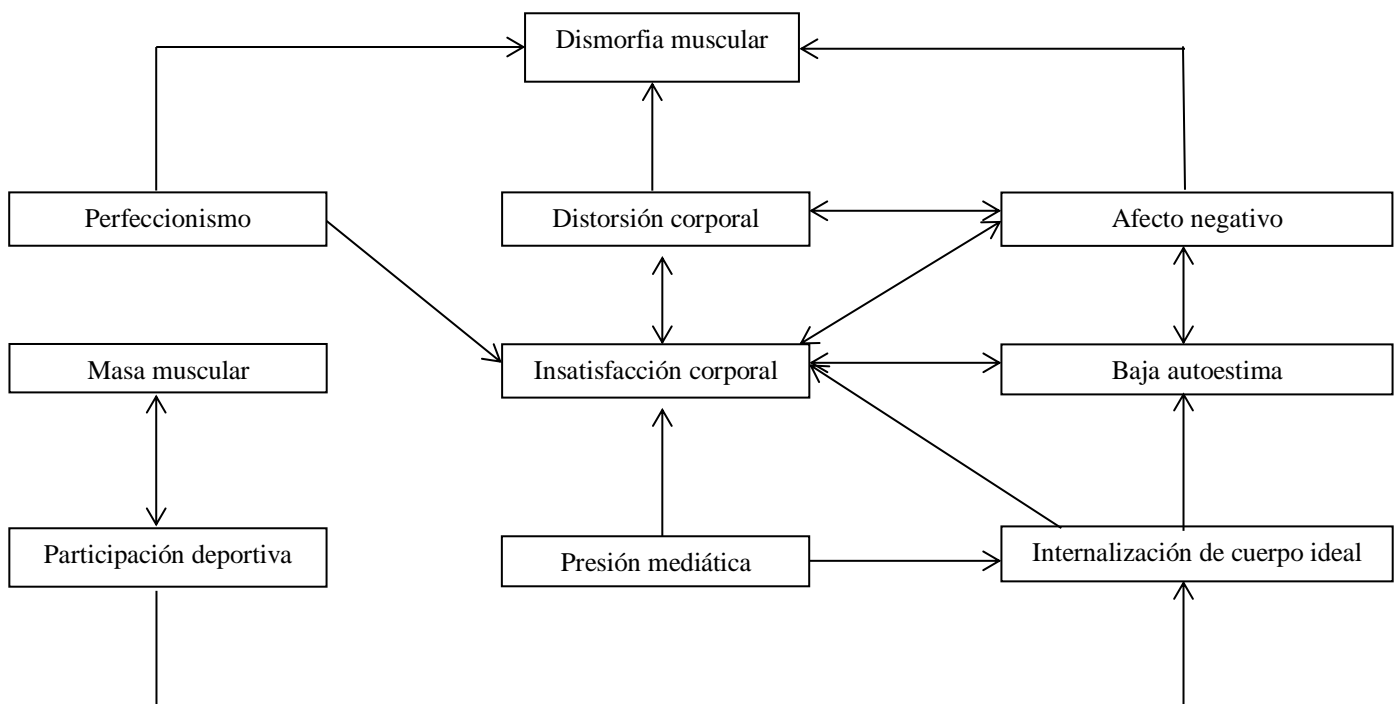 Dismorfia muscular
Perfeccionismo
Distorsión corporal
Afecto negativo
Masa muscular
Insatisfacción corporal
Baja autoestima
Participación deportiva
Presión mediática
Internalización de cuerpo ideal